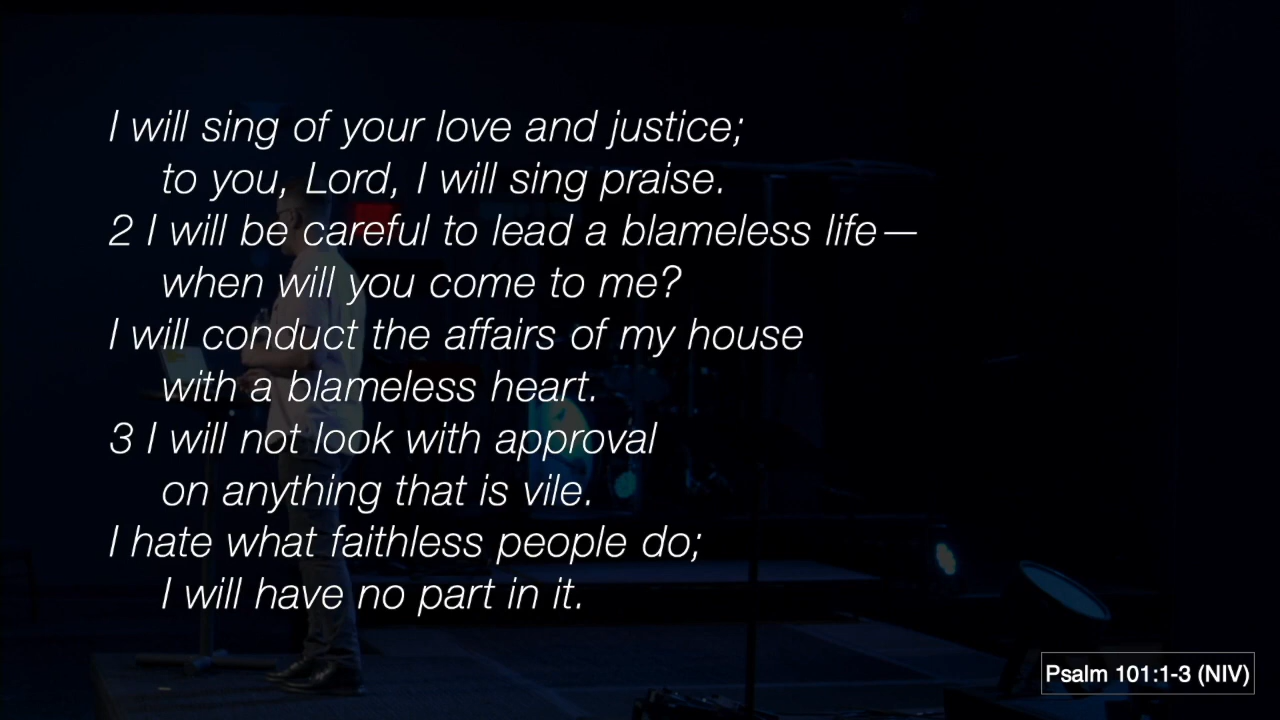 I will sing of your love and justice;
to you, Lord, I will sing praise.
2 I will be careful to lead a blameless life—
when will you come to me?
I will conduct the affairs of my house
with a blameless heart.
3 I will not look with approval
on anything that is vile.
I hate what faithless people do;
I will have no part in it.
Psalm 101:1-3 (NIV)